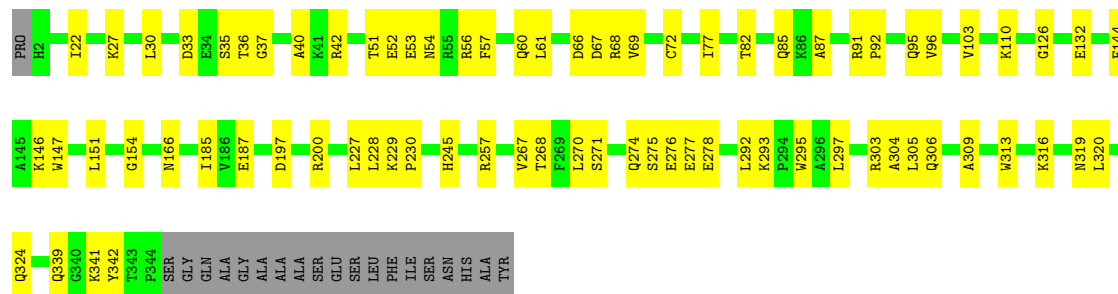 PRO H2 I22 K27 L30 D33 E34 S35 T36 G37 A40 K41 R42 T51 E52 E53 N54 R55 R56 F57 Q60 L61 D66 D67 R68 V69 C72 I77 T82 Q85 K86 A87 R91 P92 Q95 V96 V103 K110 G126 E132
A145 K146 W147 L151 G154 N166 I185 V186 E187 D197 R200 L227 L228 K229 P230 H245 R257 V267 T268 F269 L270 S271 Q274 S275 E276 E277 E278 L292 K293 P294 W295 A296 L297 R303 A304 L305 Q306 A309 W313 K316 N319 L320
Q324 Q339 G340 K341 Y342 T343 P344 SER GLY GLN ALA GLY ALA ALA ALA SER GLU SER LEU PHE ILE SER ASN HIS ALA TYR